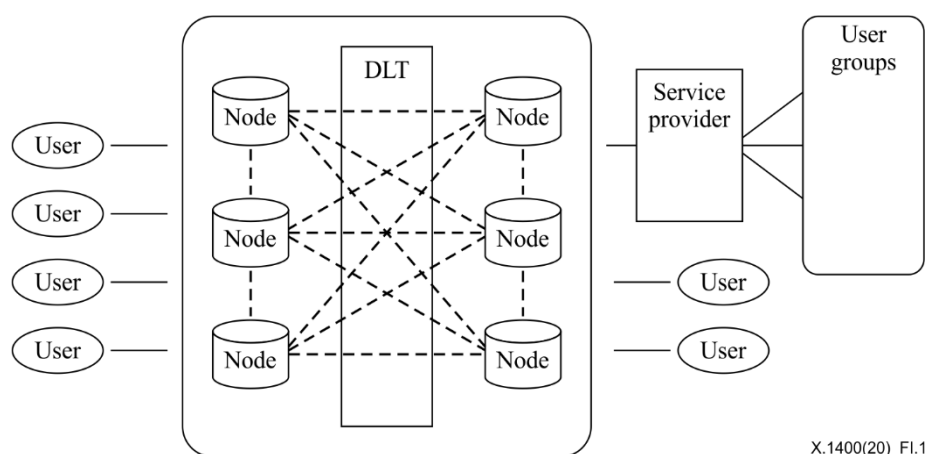 DLT
User
groups
Node
Node
Service
provider
User
User
Node
Node
User
User
User
Node
Node
User
X.1400(20)_FI.1